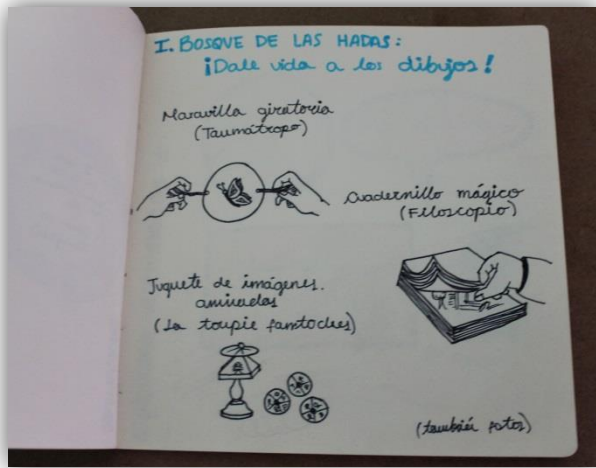 I. BOSQUE DE LAS HADAS:
¡Dale vida a los dibujos!
Maravilla giratoria
(Taumátropo)
Cuadernillo mágico
(Filoscopio)
Juguete de imágenes
animadas
(La toupie fantoches)
(también fotos)